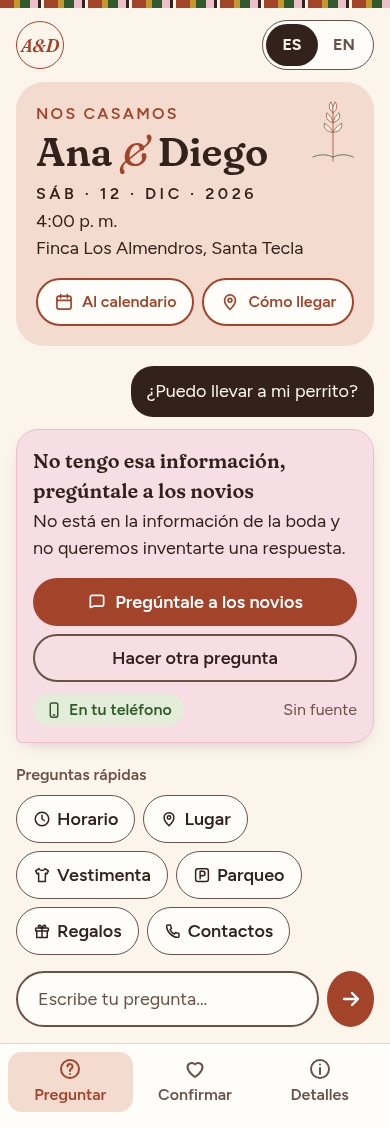 A&D
ES
EN
NOS CASAMOS
Ana & Diego
SÁB · 12 · DIC · 2026
4:00 p. m.
Finca Los Almendros, Santa Tecla
Al calendario
Cómo llegar
¿Puedo llevar a mi perrito?
No tengo esa información,
pregúntale a los novios
No está en la información de la boda y
no queremos inventarte una respuesta.
Pregúntale a los novios
Hacer otra pregunta
En tu teléfono
Sin fuente
Preguntas rápidas
Horario
Lugar
Vestimenta
Parqueo
Regalos
Contactos
Escribe tu pregunta...
Preguntar
Confirmar
Detalles